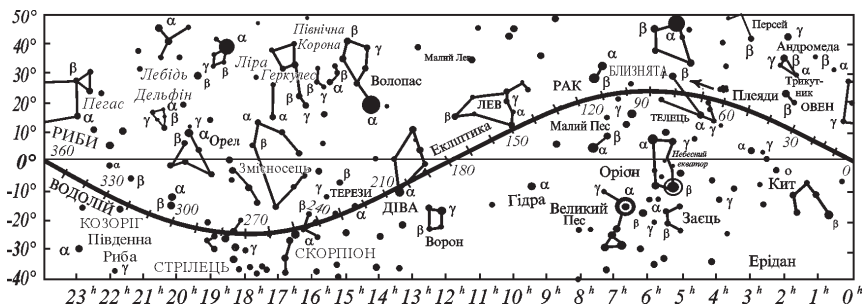 50°
40°
30°
20°
10°
0°
-10°
-20°
-30°
-40°
Північна
Корона
Ліра
Геркулес
Лебідь
Дельфін
Пегас
Орел
Змієносець
Волопас
Малий Лев
ЛЕВ
РАК
БЛИЗНЯТА
Персей
Андромеда
Трикут-
ник
ОВЕН
Плеяди
ТЕЛЕЦЬ
Малий Пес
Екліптика
РИБИ
360
330
300
270
240
210
180
150
120
90
60
30
0
ВОДОЛІЙ
КОЗОРІГ
Південна
Риба
СТРІЛЕЦЬ
СКОРПІОН
ТЕРЕЗИ
ДІВА
Ворон
Гідра
Великий
Пес
Оріон
Небесний
екватор
Заєць
Кит
Ерідан
23ʰ 22ʰ 21ʰ 20ʰ 19ʰ 18ʰ 17ʰ 16ʰ 15ʰ 14ʰ 13ʰ 12ʰ 11ʰ 10ʰ 9ʰ 8ʰ 7ʰ 6ʰ 5ʰ 4ʰ 3ʰ 2ʰ 1ʰ 0ʰ